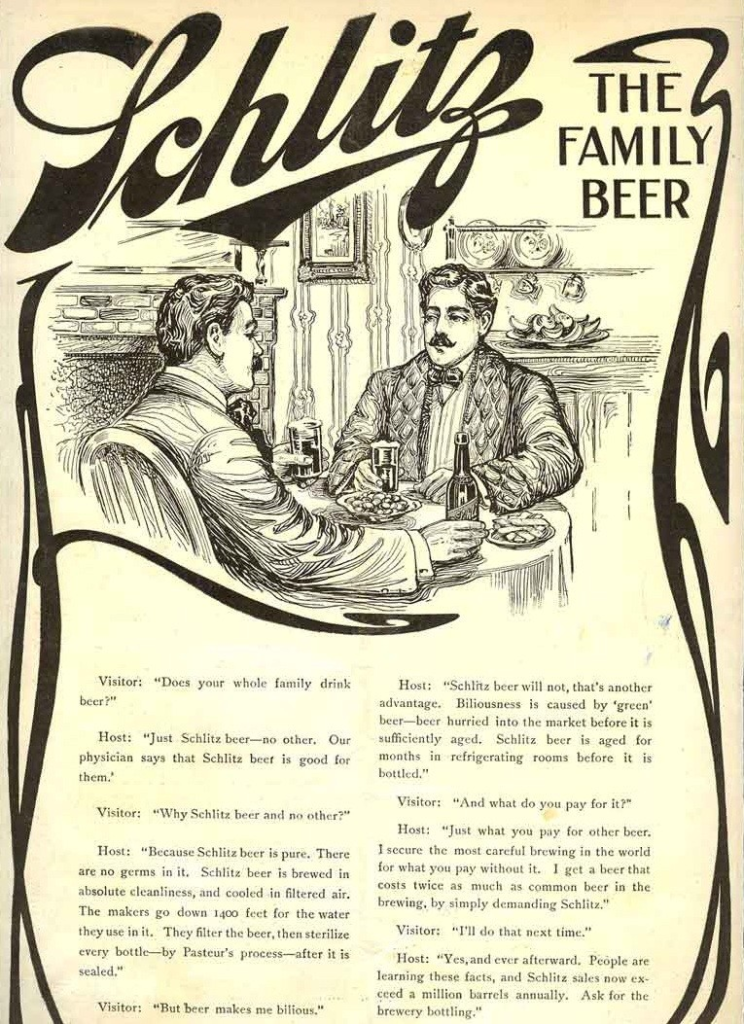 Schlitz
THE
FAMILY
BEER
Visitor: "Does your whole family drink
beer?"
Host: "Just Schlitz beer—no other. Our
physician says that Schlitz beer is good for
them.'
Visitor: "Why Schlitz beer and no other?"
Host: "Because Schlitz beer is pure. There
are no germs in it. Schlitz beer is brewed in
absolute cleanliness, and cooled in filtered air.
The makers go down 1400 feet for the water
they use in it. They filter the beer, then sterilize
every bottle—by Pasteur's process—after it is
sealed."
Visitor: "But beer makes me bilious."
Host: "Schlitz beer will not, that's another
advantage. Biliousness is caused by 'green'
beer—beer hurried into the market before it is
sufficiently aged. Schlitz beer is aged for
months in refrigerating rooms before it is
bottled."
Visitor: "And what do you pay for it?"
Host: "Just what you pay for other beer.
I secure the most careful brewing in the world
for what you pay without it. I get a beer that
costs twice as much as common beer in the
brewing, by simply demanding Schlitz."
Visitor: "I'll do that next time."
Host: "Yes, and ever afterward. People are
learning these facts, and Schlitz sales now ex-
ceed a million barrels annually. Ask for the
brewery bottling."